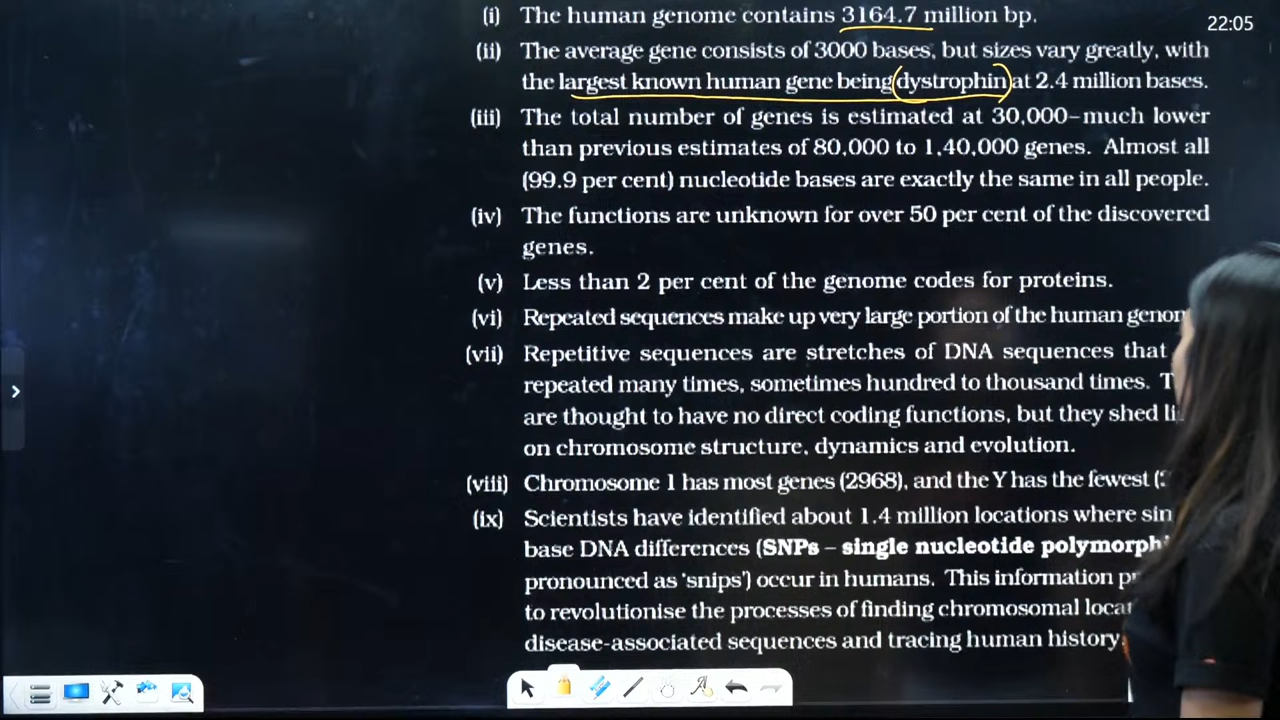 22:05
(i) The human genome contains 3164.7 million bp.
(ii) The average gene consists of 3000 bases, but sizes vary greatly, with
the largest known human gene being dystrophin at 2.4 million bases.
(iii) The total number of genes is estimated at 30,000–much lower
than previous estimates of 80,000 to 1,40,000 genes. Almost all
(99.9 per cent) nucleotide bases are exactly the same in all people.
(iv) The functions are unknown for over 50 per cent of the discovered
genes.
(v) Less than 2 per cent of the genome codes for proteins.
(vi) Repeated sequences make up very large portion of the human
(vii) Repetitive sequences are stretches of DNA sequences that
repeated many times, sometimes hundred to thousand times.
are thought to have no direct coding functions, but they shed
on chromosome structure, dynamics and evolution.
(viii) Chromosome 1 has most genes (2968), and the Y has the fewest
(ix) Scientists have identified about 1.4 million locations where
base DNA differences (SNPs – single nucleotide
pronounced as 'snips') occur in humans. This information
to revolutionise the processes of finding chromosomal
disease-associated sequences and tracing human history